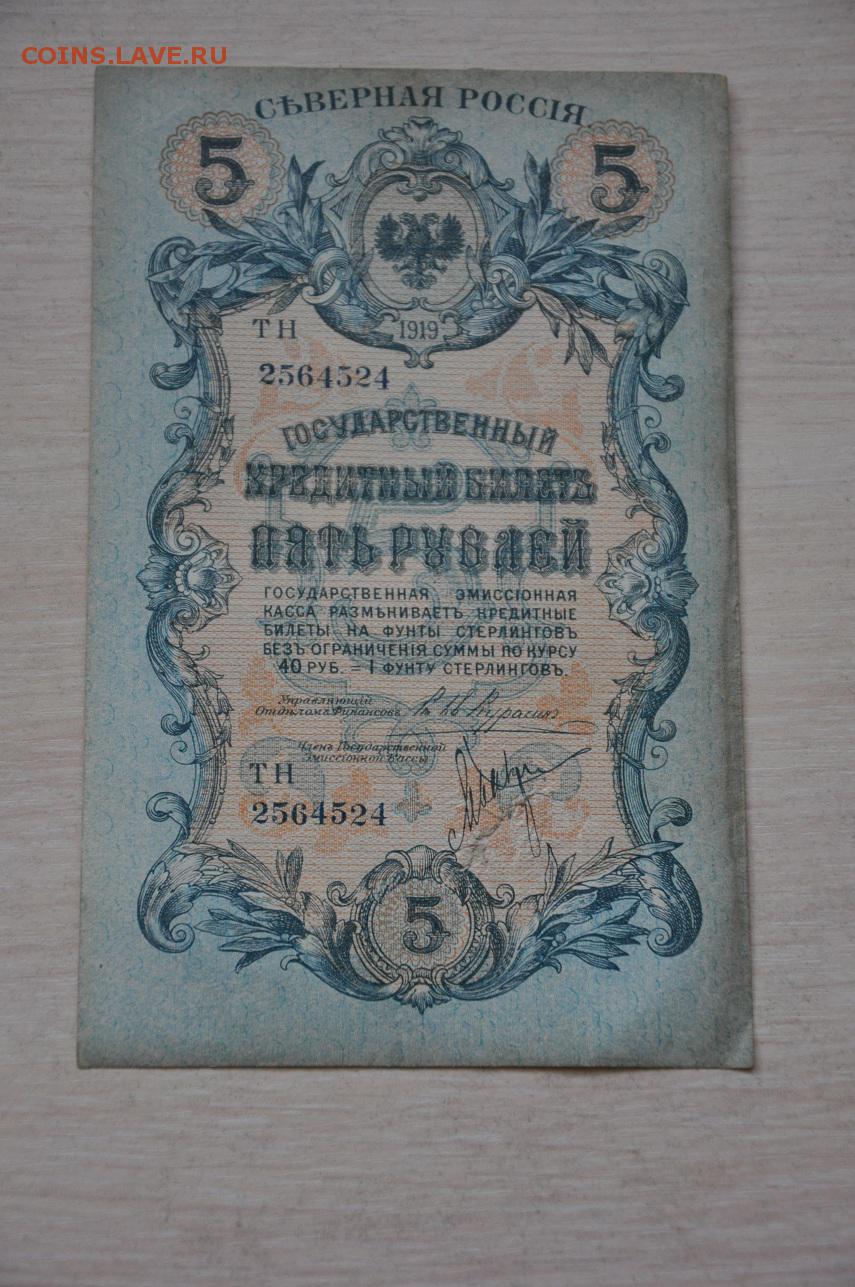 COINS.LAVE.RU
СѢВЕРНАЯ РОССІЯ
5 5
ТН 1919
2564524
ГОСУДАРСТВЕННЫЙ
КРЕДИТНЫЙ БИЛЕТЪ
ПЯТЬ РУБЛЕЙ
ГОСУДАРСТВЕННАЯ ЭМИССІОННАЯ
КАССА РАЗМѢНИВАЕТЪ КРЕДИТНЫЕ
БИЛЕТЫ НА ФУНТЫ СТЕРЛИНГОВЪ
БЕЗЪ ОГРАНИЧЕНІЯ СУММЫ ПО КУРСУ
40 РУБ. = 1 ФУНТУ СТЕРЛИНГОВЪ.
Управляющій
Отдѣломъ Финансовъ
Членъ Государственной
Эмиссіонной Кассы
ТН
2564524
5